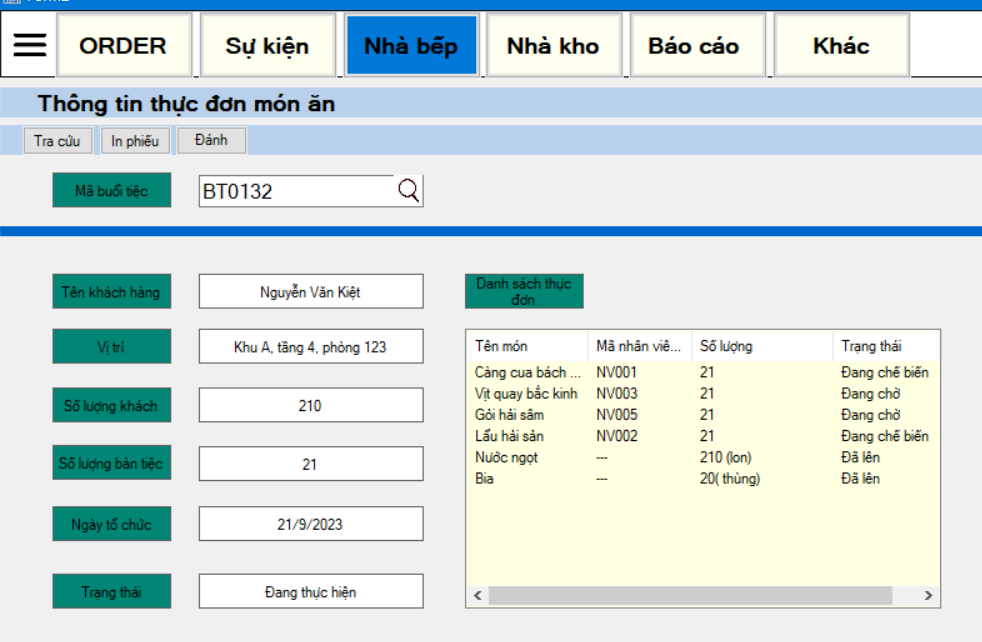 ORDER Sự kiện Nhà bếp Nhà kho Báo cáo Khác
Thông tin thực đơn món ăn
Tra cứu In phiếu Đánh
Mã buổi tiệc BT0132
Tên khách hàng Nguyễn Văn Kiệt
Vị trí Khu A, tầng 4, phòng 123
Số lượng khách 210
Số lượng bàn tiệc 21
Ngày tổ chức 21/9/2023
Trạng thái Đang thực hiện
Danh sách thực
đơn
Tên món Mã nhân viê... Số lượng Trạng thái
Càng cua bách ... NV001 21 Đang chế biến
Vịt quay bắc kinh NV003 21 Đang chờ
Gỏi hải sâm NV005 21 Đang chờ
Lẩu hải sản NV002 21 Đang chế biến
Nước ngọt --- 210 (lon) Đã lên
Bia --- 20( thùng) Đã lên